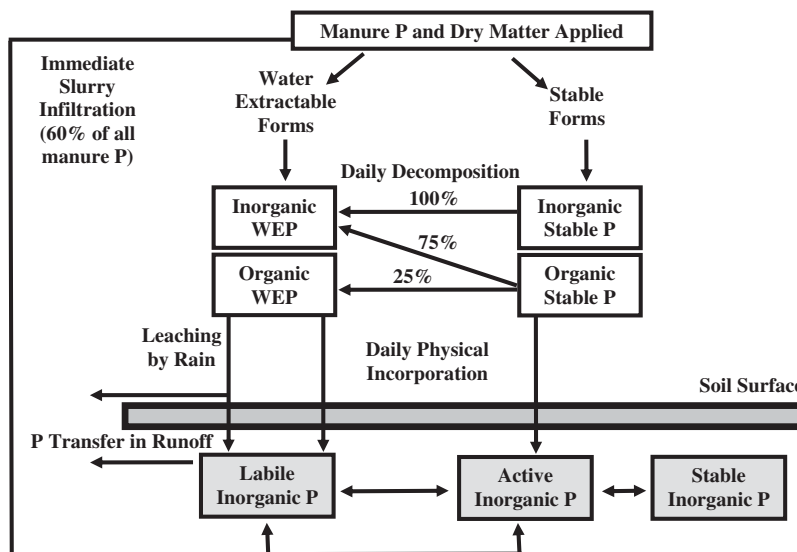 Manure P and Dry Matter Applied
Immediate
Slurry
Infiltration
(60% of all
manure P)
Water
Extractable
Forms
Stable
Forms
Daily Decomposition
100%
Inorganic
WEP
Inorganic
Stable P
75%
Organic
WEP
25%
Organic
Stable P
Leaching
by Rain
Daily Physical
Incorporation
Soil Surface
P Transfer in Runoff
Labile
Inorganic P
Active
Inorganic P
Stable
Inorganic P